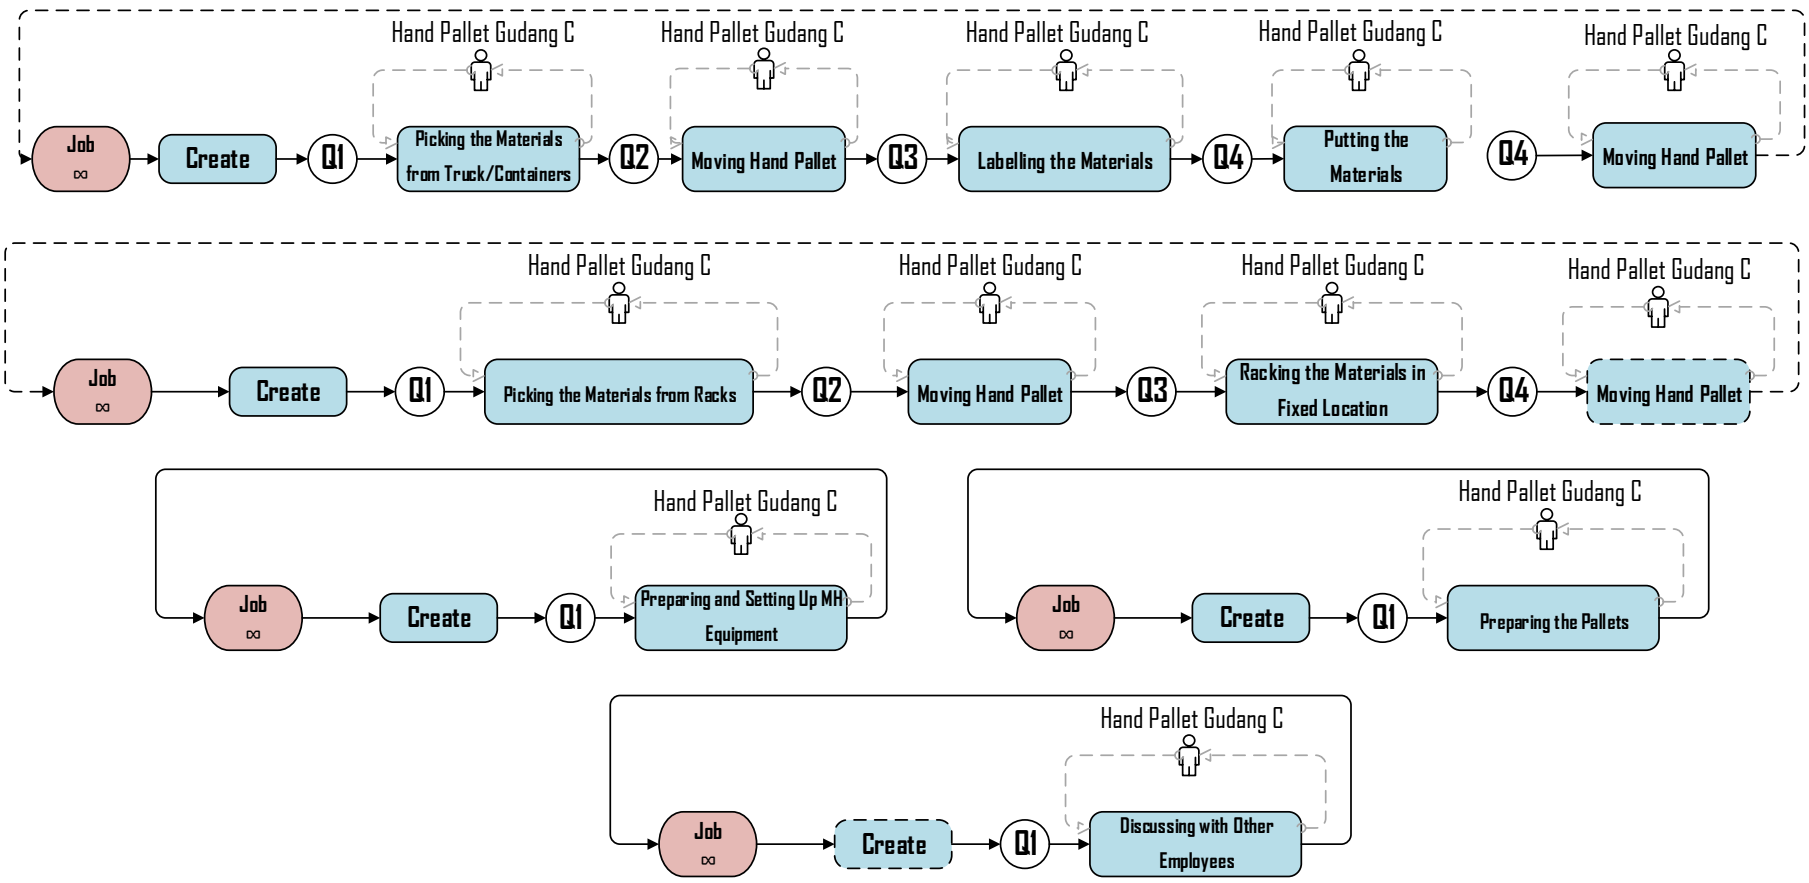 Hand Pallet Gudang C
Hand Pallet Gudang C
Hand Pallet Gudang C
Hand Pallet Gudang C
Hand Pallet Gudang C
Job
∞
Create
Q1
Picking the Materials
from Truck/Containers
Q2
Moving Hand Pallet
Q3
Labelling the Materials
Q4
Putting the
Materials
Q4
Moving Hand Pallet
Hand Pallet Gudang C
Hand Pallet Gudang C
Hand Pallet Gudang C
Hand Pallet Gudang C
Job
∞
Create
Q1
Picking the Materials from Racks
Q2
Moving Hand Pallet
Q3
Racking the Materials in
Fixed Location
Q4
Moving Hand Pallet
Hand Pallet Gudang C
Job
∞
Create
Q1
Preparing and Setting Up MH
Equipment
Hand Pallet Gudang C
Job
∞
Create
Q1
Preparing the Pallets
Hand Pallet Gudang C
Job
∞
Create
Q1
Discussing with Other
Employees